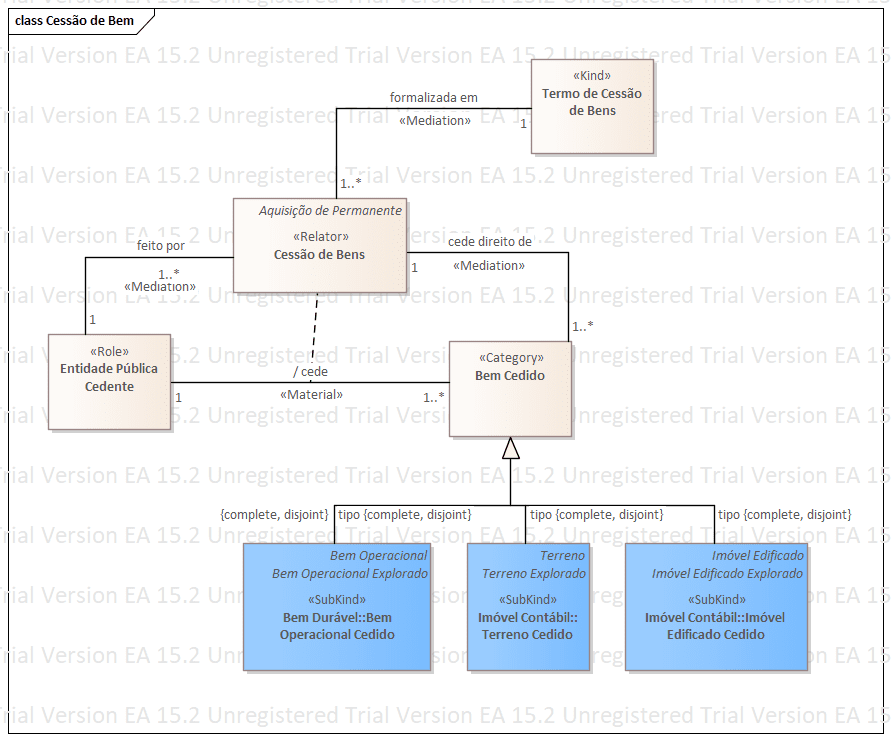 class Cessão de Bem
«Kind»
Termo de Cessão
de Bens
formalizada em
«Mediation»
1
1..*
Aquisição de Permanente
«Relator»
Cessão de Bens
feito por
1..*
«Mediation»
1
cede direito de
1
«Mediation»
1..*
«Role»
Entidade Pública
Cedente
/ cede
1
«Material»
1..*
«Category»
Bem Cedido
{complete, disjoint}
tipo {complete, disjoint}
tipo {complete, disjoint}
tipo {complete, disjoint}
Bem Operacional
Bem Operacional Explorado
«SubKind»
Bem Durável::Bem
Operacional Cedido
Terreno
Terreno Explorado
«SubKind»
Imóvel Contábil::
Terreno Cedido
Imóvel Edificado
Imóvel Edificado Explorado
«SubKind»
Imóvel Contábil::Imóvel
Edificado Cedido
Trial Version EA 15.2 Unregistered Trial Version EA 15.2 Unregistered Trial Version EA 15